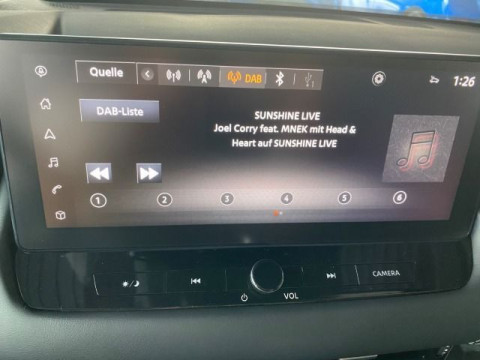 Quelle
DAB
1:26
DAB-Liste
SUNSHINE LIVE
Joel Corry feat. MNEK mit Head &
Heart auf SUNSHINE LIVE
1 2 3 4 5 6
VOL
CAMERA